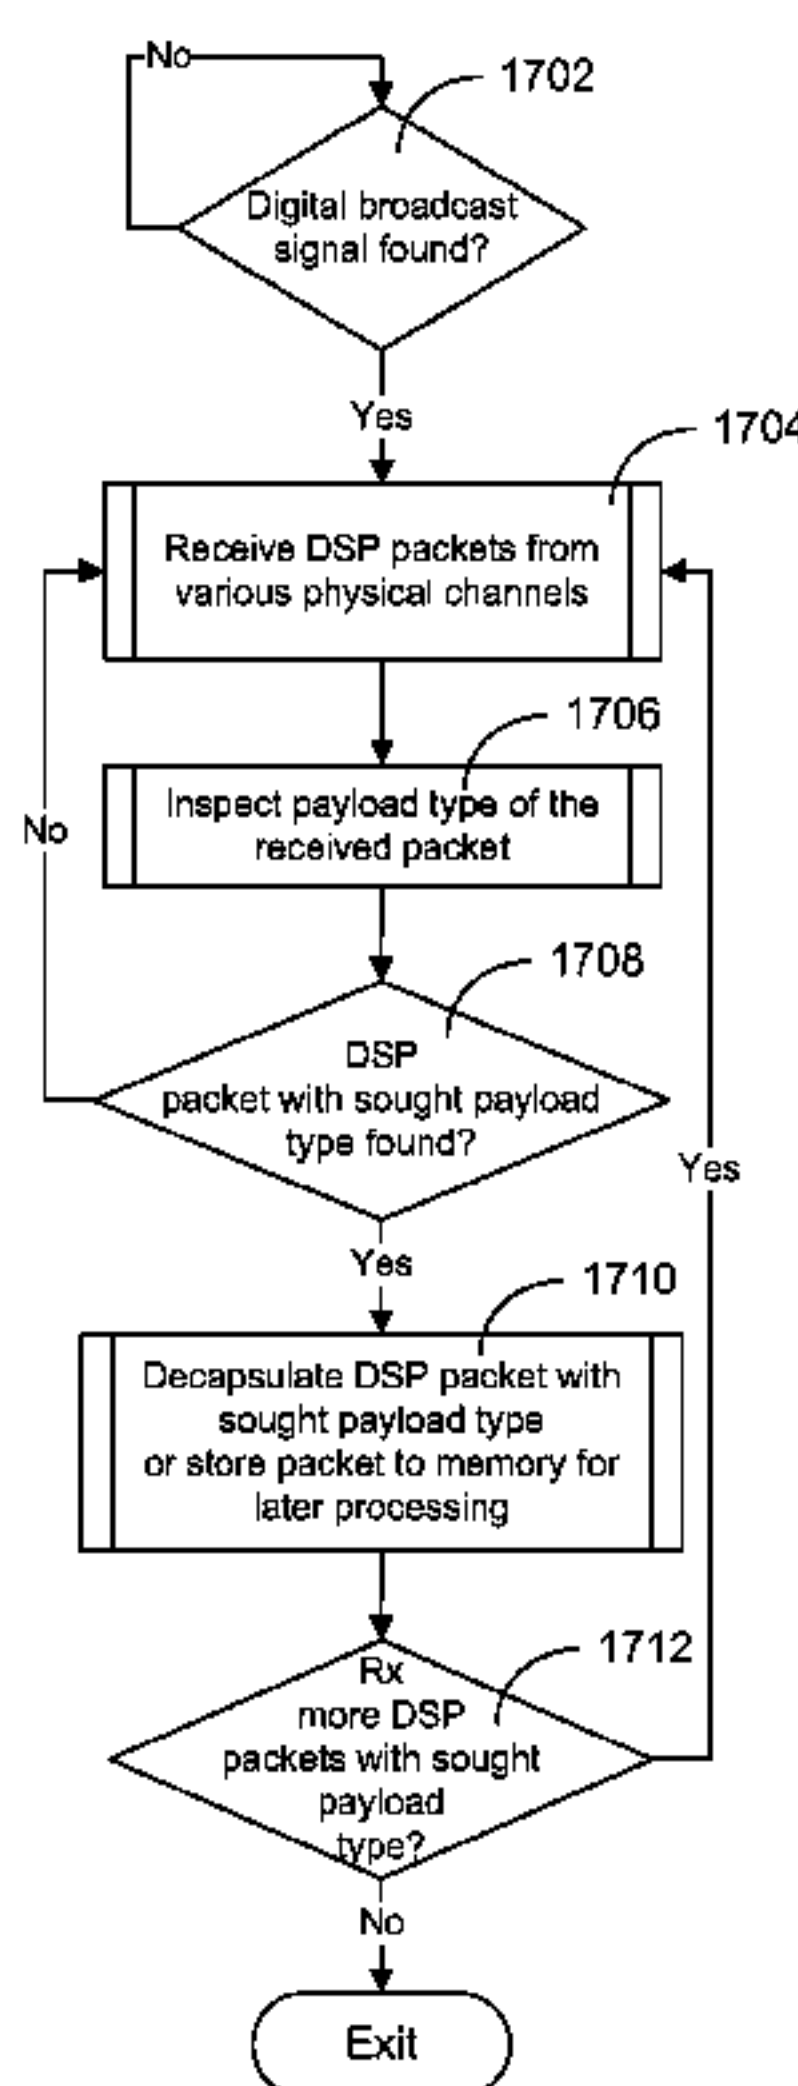 No
1702
Digital broadcast
signal found?
Yes
1704
Receive DSP packets from
various physical channels
1706
Inspect payload type of the
received packet
No
1708
DSP
packet with sought payload
type found?
Yes
Yes
1710
Decapsulate DSP packet with
sought payload type
or store packet to memory for
later processing
1712
Rx
more DSP
packets with sought
payload
type?
No
Exit